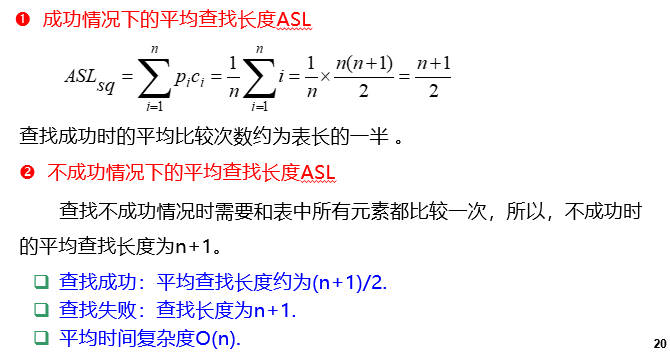 ❶ 成功情况下的平均查找长度ASL
ASL_sq = \sum_{i=1}^{n} p_i c_i = \frac{1}{n} \sum_{i=1}^{n} i = \frac{1}{n} × \frac{n(n+1)}{2} = \frac{n+1}{2}
查找成功时的平均比较次数约为表长的一半 。
❷ 不成功情况下的平均查找长度ASL
查找不成功情况时需要和表中所有元素都比较一次，所以，不成功时
的平均查找长度为n+1。
❑ 查找成功：平均查找长度约为(n+1)/2.
❑ 查找失败：查找长度为n+1.
❑ 平均时间复杂度O(n).
20